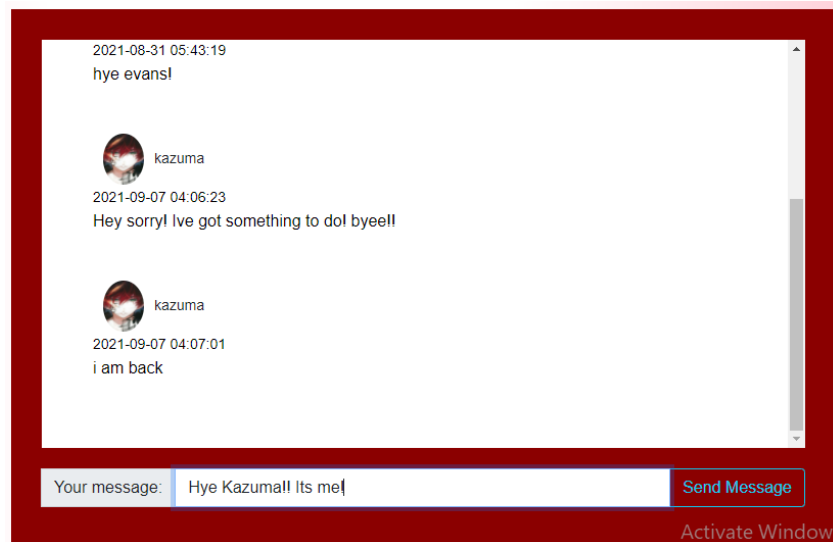 2021-08-31 05:43:19
hye evans!
kazuma
2021-09-07 04:06:23
Hey sorry! Ive got something to do! byee!!
kazuma
2021-09-07 04:07:01
i am back
Your message: Hye Kazuma!! Its me! Send Message
Activate Window